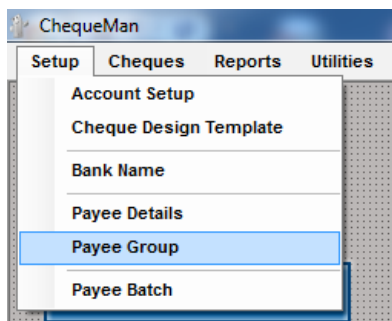 ChequeMan
Setup Cheques Reports Utilities
Account Setup
Cheque Design Template
Bank Name
Payee Details
Payee Group
Payee Batch